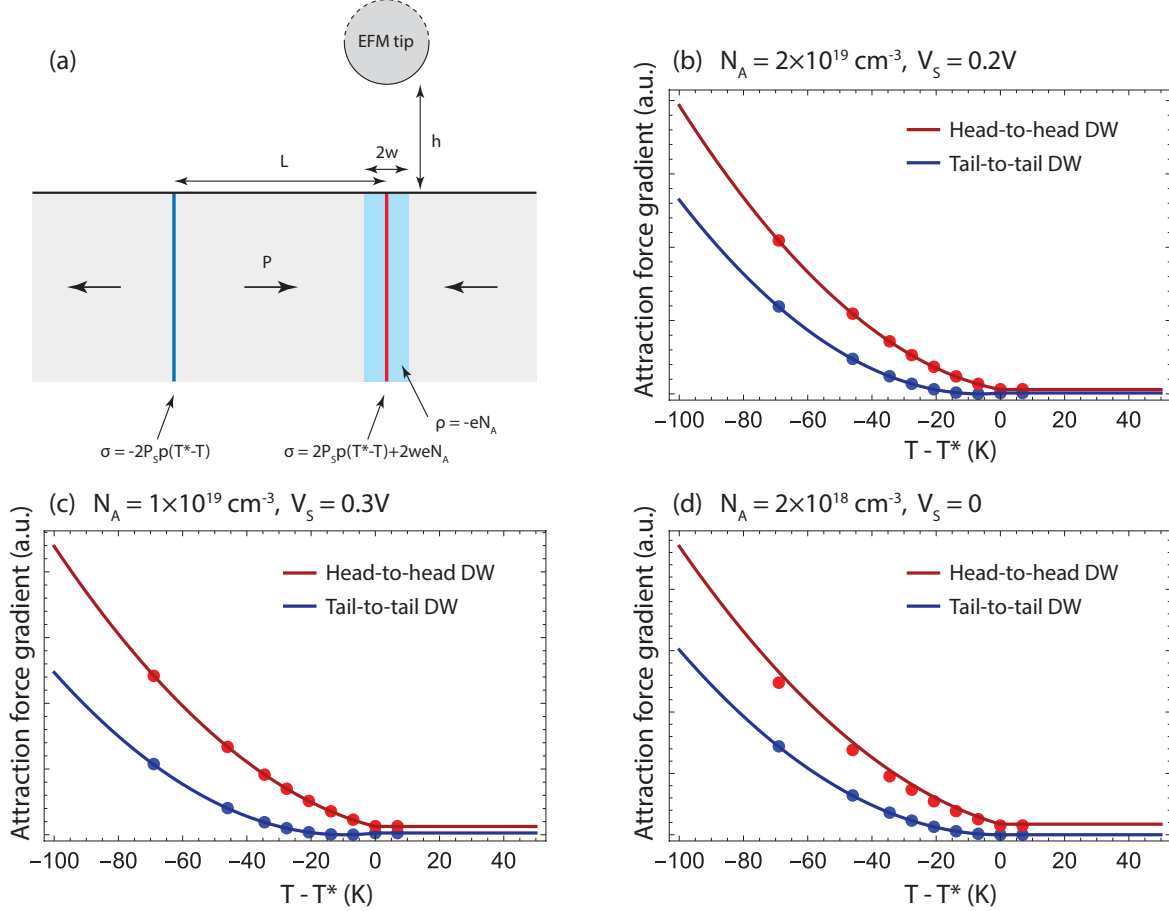 (a)
EFM tip
h
2w
L
P
ρ = -eN_A
σ = -2P_Sp(T*-T)
σ = 2P_Sp(T*-T)+2weN_A
(b) N_A = 2×10^19 cm^-3, V_S = 0.2V
Attraction force gradient (a.u.)
Head-to-head DW
Tail-to-tail DW
−100 −80 −60 −40 −20 0 20 40
T - T* (K)
(c) N_A = 1×10^19 cm^-3, V_S = 0.3V
Attraction force gradient (a.u.)
Head-to-head DW
Tail-to-tail DW
−100 −80 −60 −40 −20 0 20 40
T - T* (K)
(d) N_A = 2×10^18 cm^-3, V_S = 0
Attraction force gradient (a.u.)
Head-to-head DW
Tail-to-tail DW
−100 −80 −60 −40 −20 0 20 40
T - T* (K)